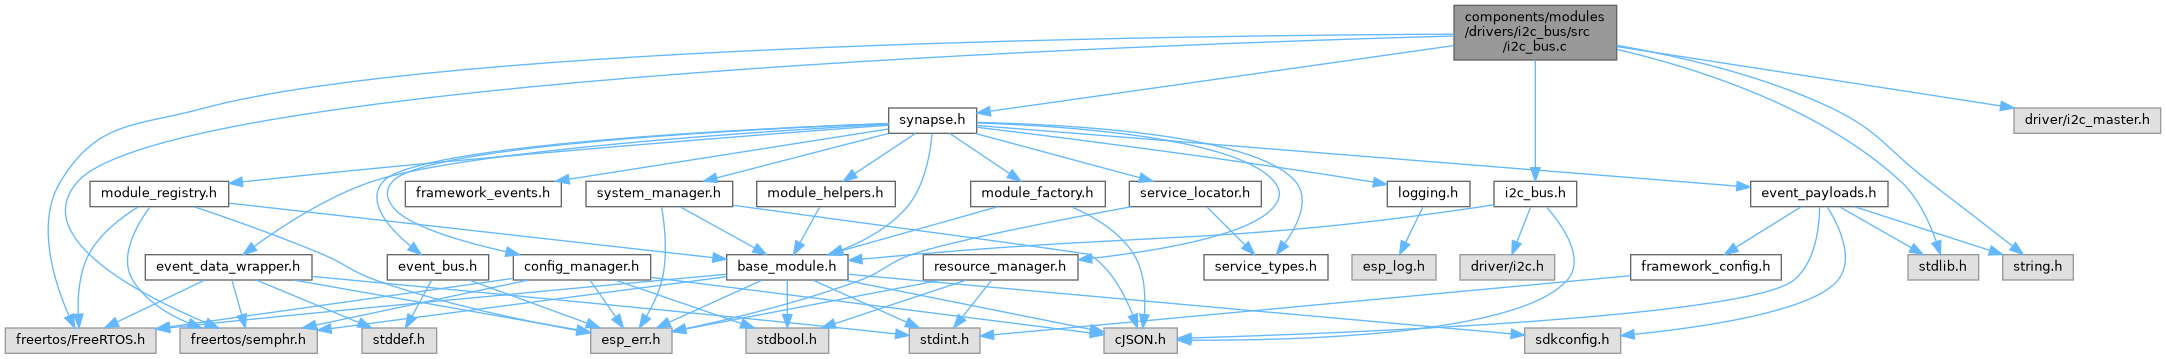 components/modules
/drivers/i2c_bus/src
/i2c_bus.c
synapse.h
driver/i2c_master.h
module_registry.h
framework_events.h
system_manager.h
module_helpers.h
module_factory.h
service_locator.h
logging.h
i2c_bus.h
event_payloads.h
event_data_wrapper.h
event_bus.h
config_manager.h
base_module.h
resource_manager.h
service_types.h
esp_log.h
driver/i2c.h
framework_config.h
stdlib.h
string.h
freertos/FreeRTOS.h
freertos/semphr.h
stddef.h
esp_err.h
stdbool.h
stdint.h
cJSON.h
sdkconfig.h